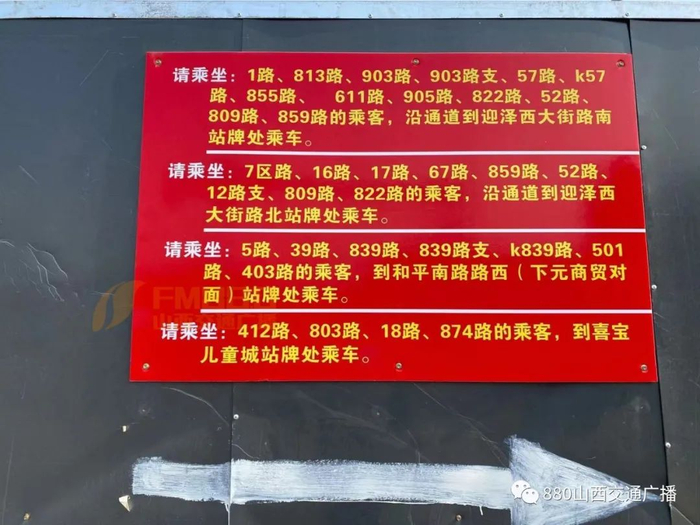 请乘坐：1路、813路、903路、903路支、57路、k57
路、855路、 611路、905路、822路、52路、
809路、859路的乘客，沿通道到迎泽西大街路南
站牌处乘车。
请乘坐：7区路、16路、17路、67路、859路、52路、
12路支、809路、822路的乘客，沿通道到迎泽西
大街路北站牌处乘车。
请乘坐：5路、39路、839路、839路支、k839路、501
路、403路的乘客，到和平南路路西（下元商贸对
面）站牌处乘车。
请乘坐：412路、803路、18路、874路的乘客，到喜宝
儿童城站牌处乘车。
山西交通广播
880山西交通广播